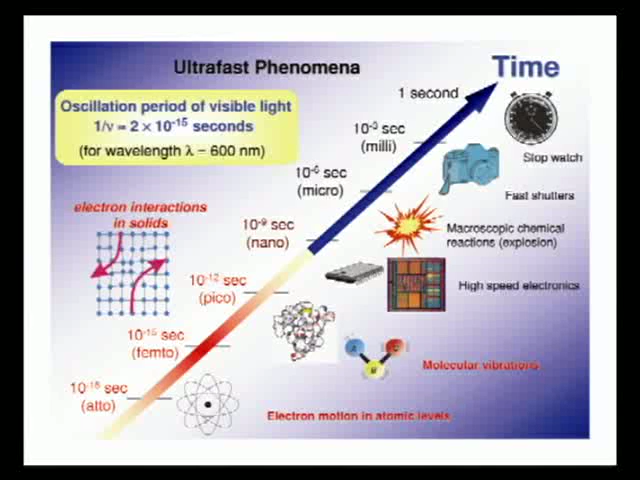 Ultrafast Phenomena
Time
Oscillation period of visible light
1/ν = 2 × 10⁻¹⁵ seconds
(for wavelength λ ~ 600 nm)
1 second
10⁻³ sec
(milli)
Stop watch
10⁻⁶ sec
(micro)
Fast shutters
electron interactions
in solids
10⁻⁹ sec
(nano)
Macroscopic chemical
reactions (explosion)
10⁻¹² sec
(pico)
High speed electronics
10⁻¹⁵ sec
(femto)
A
C
B
Molecular vibrations
10⁻¹⁸ sec
(atto)
Electron motion in atomic levels